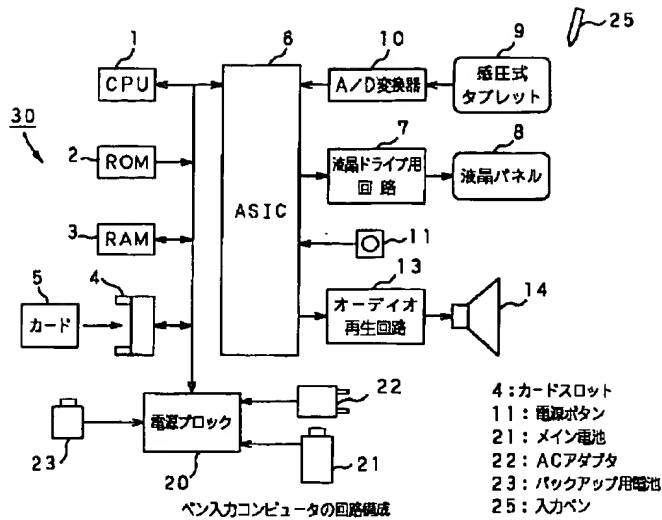 25
1
6
10
9
CPU
A/D変換器
感圧式
タブレット
30
7
8
2
ROM
液晶ドライブ用
回路
液晶パネル
ASIC
3
RAM
11
4
13
14
5
カード
オーディオ
再生回路
22
4:カードスロット
電源ブロック
11:電源ボタン
21:メイン電池
23
20
21
22:ACアダプタ
23:バックアップ用電池
ペン入力コンピュータの回路構成
25:入力ペン